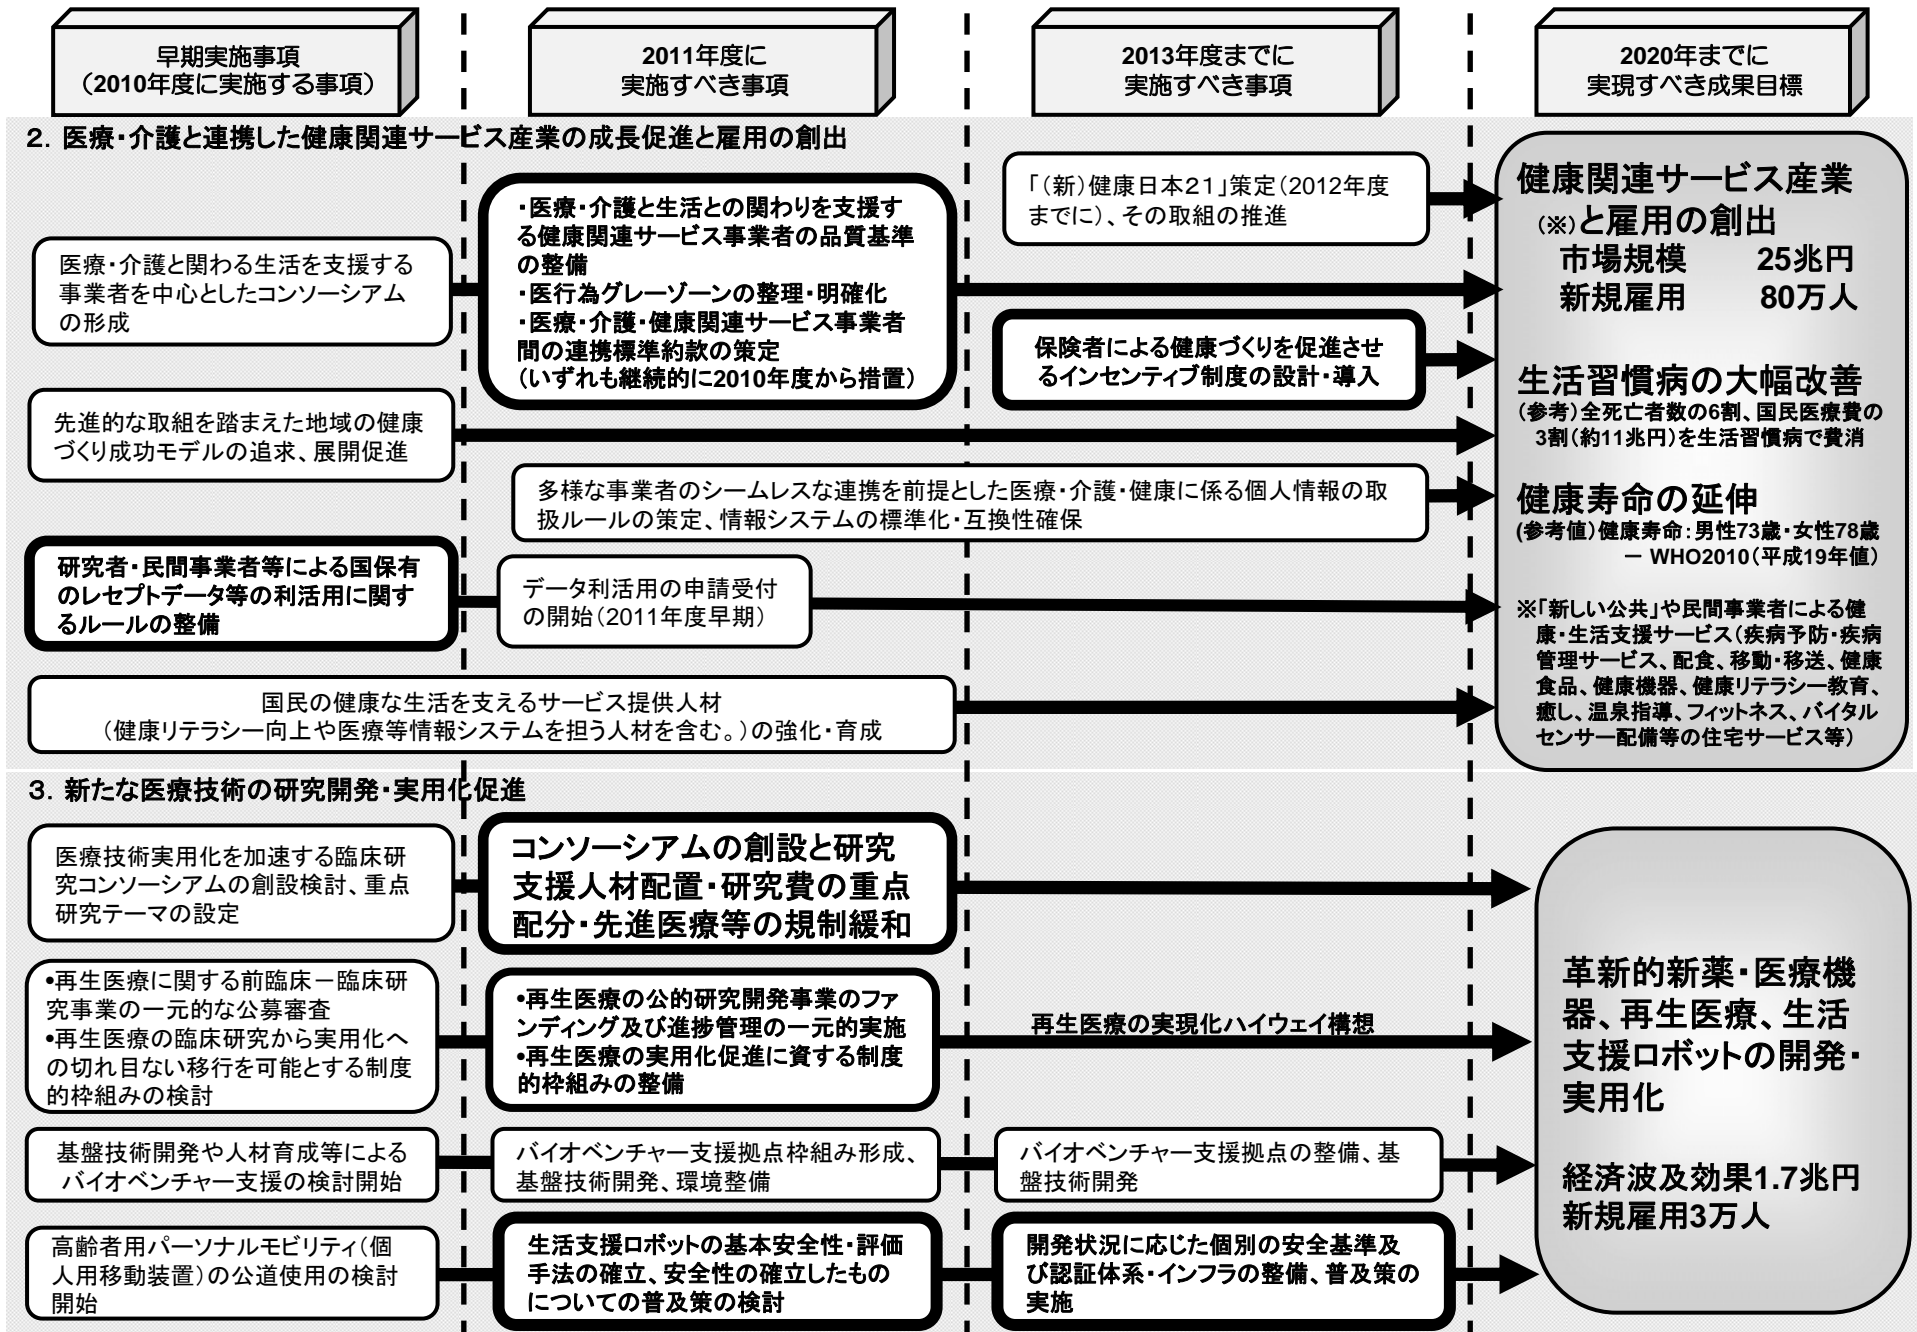 早期実施事項
（2010年度に実施する事項）
2011年度に
実施すべき事項
2013年度までに
実施すべき事項
2020年までに
実現すべき成果目標
２．医療・介護と連携した健康関連サービス産業の成長促進と雇用の創出
医療・介護と関わる生活を支援する
事業者を中心としたコンソーシアム
の形成
・医療・介護と生活との関わりを支援す
る健康関連サービス事業者の品質基準
の整備
・医行為グレーゾーンの整理・明確化
・医療・介護・健康関連サービス事業者
間の連携標準約款の策定
（いずれも継続的に2010年度から措置）
「（新）健康日本２１」策定（2012年度
までに）、その取組の推進
保険者による健康づくりを促進させ
るインセンティブ制度の設計・導入
先進的な取組を踏まえた地域の健康
づくり成功モデルの追求、展開促進
多様な事業者のシームレスな連携を前提とした医療・介護・健康に係る個人情報の取
扱ルールの策定、情報システムの標準化・互換性確保
研究者・民間事業者等による国保有
のレセプトデータ等の利活用に関す
るルールの整備
データ利活用の申請受付
の開始（2011年度早期）
国民の健康な生活を支えるサービス提供人材
（健康リテラシー向上や医療等情報システムを担う人材を含む。）の強化・育成
健康関連サービス産業
（※）と雇用の創出
市場規模 25兆円
新規雇用 80万人
生活習慣病の大幅改善
（参考）全死亡者数の6割、国民医療費の
3割（約11兆円）を生活習慣病で費消
健康寿命の延伸
(参考値）健康寿命：男性73歳・女性78歳
－ WHO2010（平成19年値）
※「新しい公共」や民間事業者による健
康・生活支援サービス（疾病予防・疾病
管理サービス、配食、移動・移送、健康
食品、健康機器、健康リテラシー教育、
癒し、温泉指導、フィットネス、バイタル
センサー配備等の住宅サービス等）
３．新たな医療技術の研究開発・実用化促進
医療技術実用化を加速する臨床研
究コンソーシアムの創設検討、重点
研究テーマの設定
コンソーシアムの創設と研究
支援人材配置・研究費の重点
配分・先進医療等の規制緩和
•再生医療に関する前臨床－臨床研
究事業の一元的な公募審査
•再生医療の臨床研究から実用化へ
の切れ目ない移行を可能とする制度
的枠組みの検討
•再生医療の公的研究開発事業のファ
ンディング及び進捗管理の一元的実施
•再生医療の実用化促進に資する制度
的枠組みの整備
再生医療の実現化ハイウェイ構想
基盤技術開発や人材育成等による
バイオベンチャー支援の検討開始
バイオベンチャー支援拠点枠組み形成、
基盤技術開発、環境整備
バイオベンチャー支援拠点の整備、基
盤技術開発
高齢者用パーソナルモビリティ（個
人用移動装置）の公道使用の検討
開始
生活支援ロボットの基本安全性・評価
手法の確立、安全性の確立したもの
についての普及策の検討
開発状況に応じた個別の安全基準及
び認証体系・インフラの整備、普及策の
実施
革新的新薬・医療機
器、再生医療、生活
支援ロボットの開発・
実用化
経済波及効果1.7兆円
新規雇用3万人